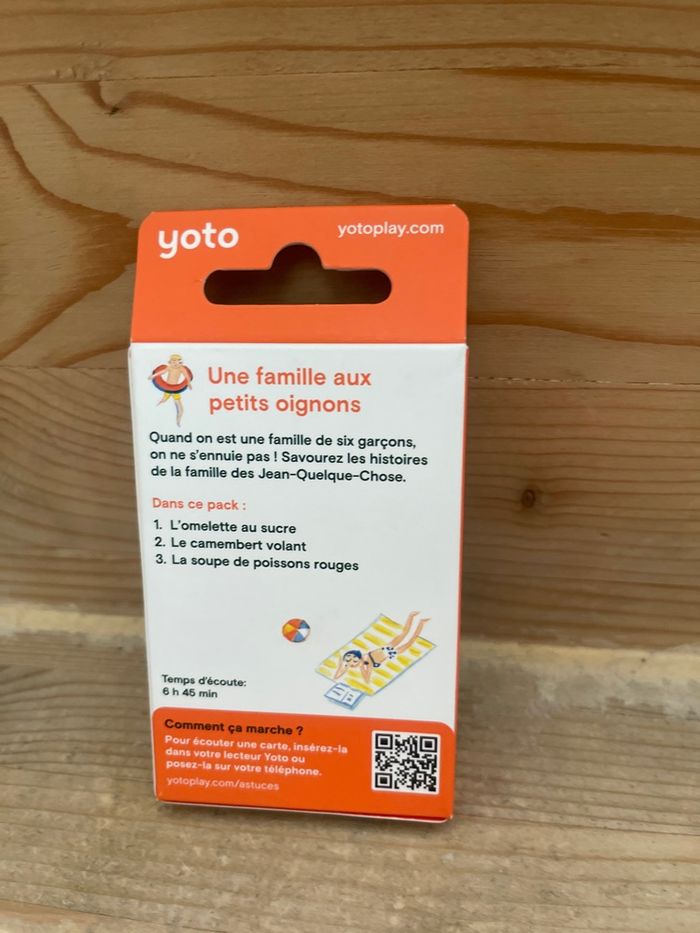 yoto
yotoplay.com
Une famille aux
petits oignons
Quand on est une famille de six garçons,
on ne s'ennuie pas ! Savourez les histoires
de la famille des Jean-Quelque-Chose.
Dans ce pack :
1. L'omelette au sucre
2. Le camembert volant
3. La soupe de poissons rouges
Temps d'écoute:
6 h 45 min
Comment ça marche ?
Pour écouter une carte, insérez-la
dans votre lecteur Yoto ou
posez-la sur votre téléphone.
yotoplay.com/astuces